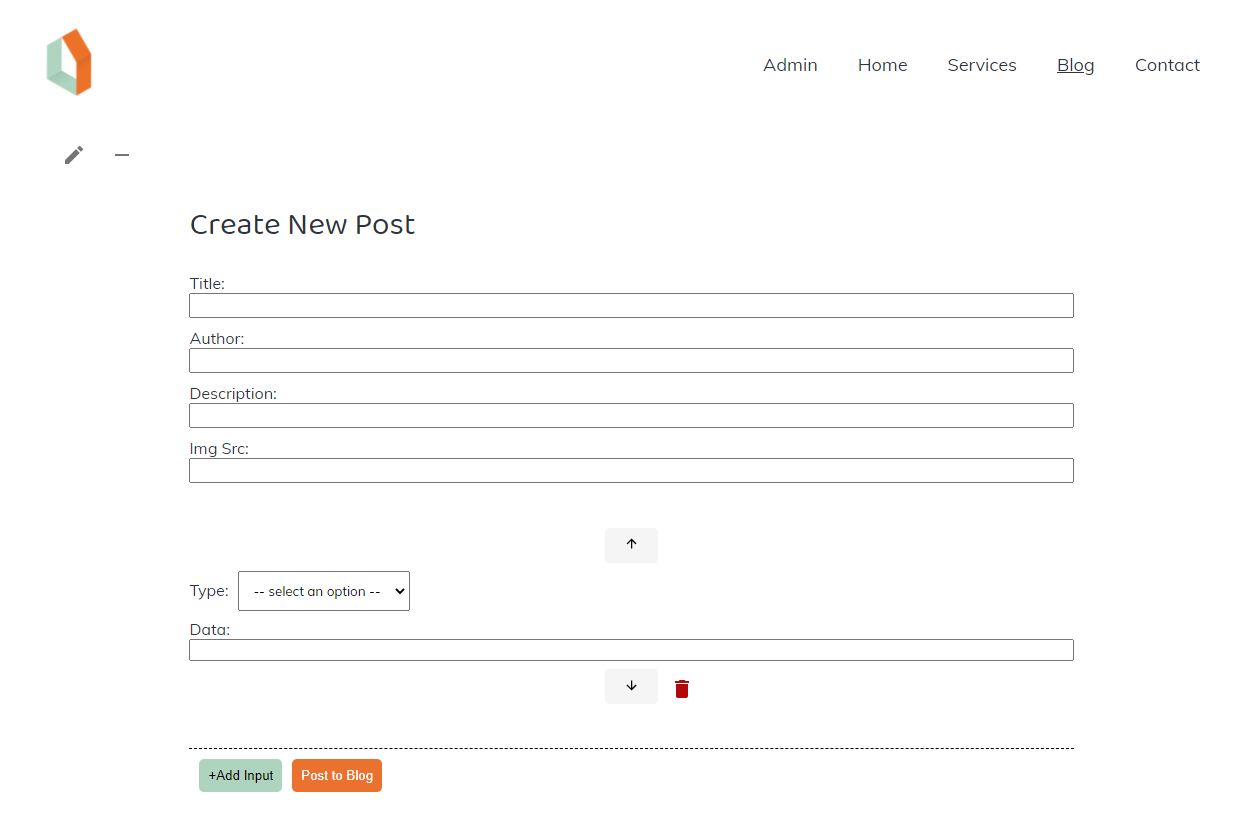 Admin Home Services Blog Contact
Create New Post
Title:
Author:
Description:
Img Src:
Type: -- select an option --
Data:
+Add Input Post to Blog